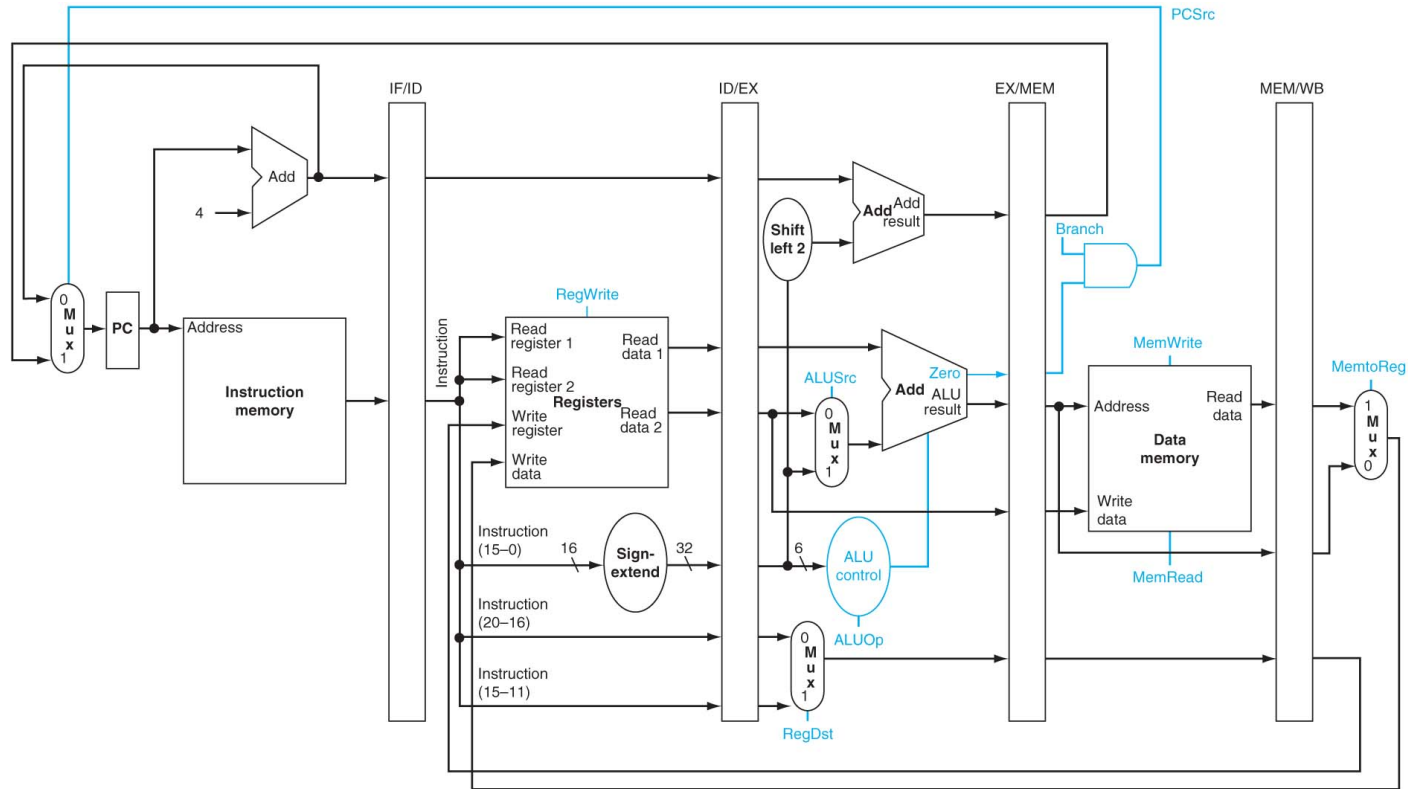 PCSrc
IF/ID
ID/EX
EX/MEM
MEM/WB
Add
4
Add
Add
result
Shift
left 2
Branch
0
M
u
x
1
PC
Address
Instruction
memory
Instruction
RegWrite
Read
register 1
Read
register 2
Write
register
Write
data
Registers
Read
data 1
Read
data 2
ALUSrc
0
M
u
x
1
Zero
Add
ALU
result
MemWrite
Address
Read
data
Data
memory
Write
data
MemRead
MemtoReg
1
M
u
x
0
Instruction
(15–0)
16
Sign-
extend
32
6
ALU
control
ALUOp
Instruction
(20–16)
Instruction
(15–11)
0
M
u
x
1
RegDst